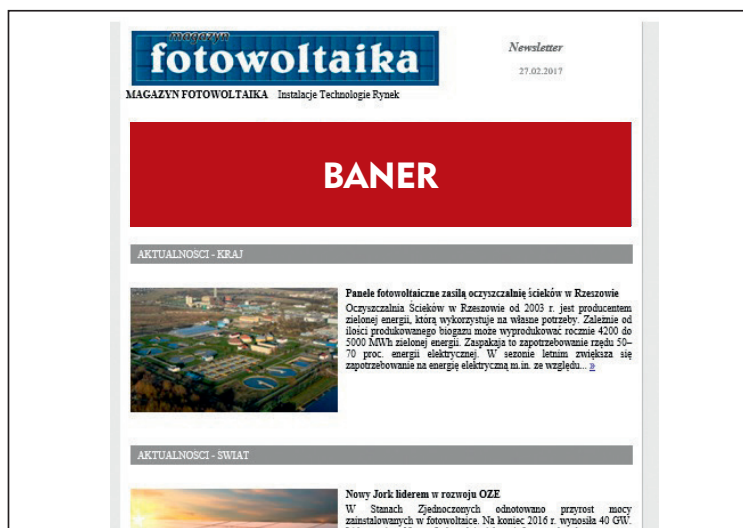 magazyn
fotowoltaika
Newsletter
27.02.2017
MAGAZYN FOTOWOLTAIKA Instalacje Technologie Rynek
BANER
AKTUALNOSCI - KRAJ
Panele fotowoltaiczne zasilą oczyszczalnię ścieków w Rzeszowie
Oczyszczalnia Ścieków w Rzeszowie od 2003 r. jest producentem
zielonej energii, którą wykorzystuje na własne potrzeby. Zależnie od
ilości produkowanego biogazu może wyprodukować rocznie 4200 do
5000 MWh zielonej energii. Zaspakaja to zapotrzebowanie rzędu 50–
70 proc. energii elektrycznej. W sezonie letnim zwiększa się
zapotrzebowanie na energię elektryczną m.in. ze względu... »
AKTUALNOSCI - SWIAT
Nowy Jork liderem w rozwoju OZE
W Stanach Zjednoczonych odnotowano przyrost mocy
zainstalowanych w fotowoltaice. Na koniec 2016 r. wynosiła 40 GW.